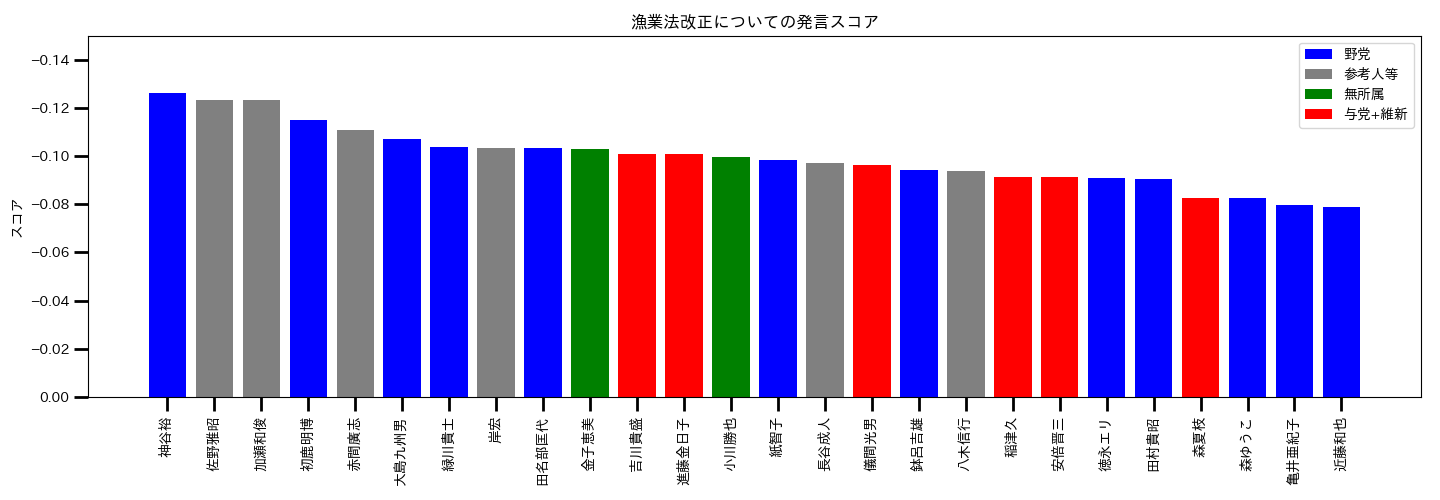 漁業法改正についての発言スコア
スコア
−0.14
−0.12
−0.10
−0.08
−0.06
−0.04
−0.02
0.00
野党
参考人等
無所属
与党+維新
神谷裕
佐野雅昭
加瀬和俊
初鹿明博
赤間廣志
大島九州男
緑川貴士
岸宏
田名部匡代
金子恵美
吉川貴盛
進藤金日子
小川勝也
紙智子
長谷成人
儀間光男
鉢呂吉雄
八木信行
稲津久
安倍晋三
徳永エリ
田村貴昭
森夏枝
森ゆうこ
亀井亜紀子
近藤和也